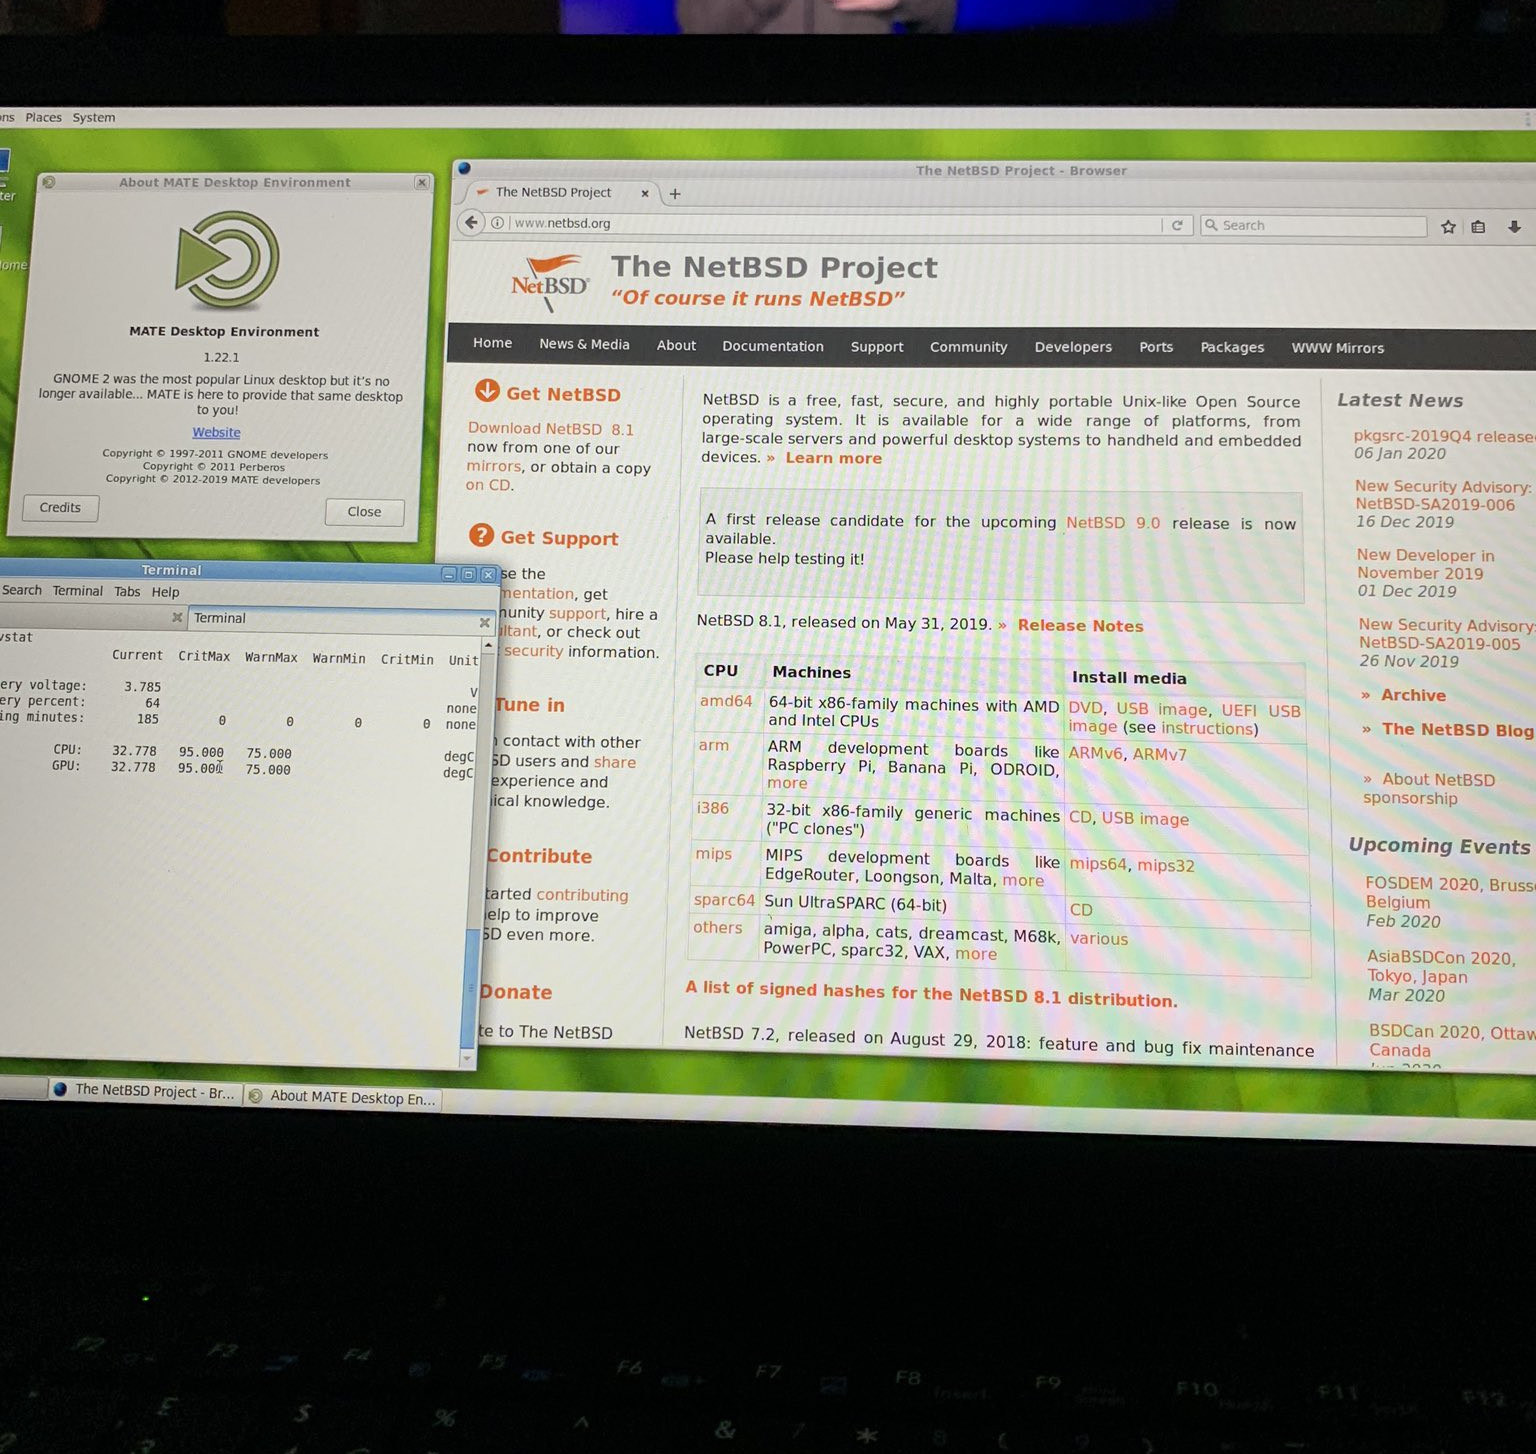 ons Places System
ter
ome
About MATE Desktop Environment
MATE Desktop Environment
1.22.1
GNOME 2 was the most popular Linux desktop but it's no
longer available... MATE is here to provide that same desktop
to you!
Website
Copyright © 1997-2011 GNOME developers
Copyright © 2011 Perberos
Copyright © 2012-2019 MATE developers
Credits Close
The NetBSD Project - Browser
The NetBSD Project
www.netbsd.org
Search
NetBSD
The NetBSD Project
“Of course it runs NetBSD”
Home News & Media About Documentation Support Community Developers Ports Packages WWW Mirrors
Get NetBSD
Download NetBSD 8.1
now from one of our
mirrors, or obtain a copy
on CD.
Get Support
se the
mentation, get
nunity support, hire a
ltant, or check out
security information.
Tune in
contact with other
SD users and share
experience and
ical knowledge.
Contribute
tarted contributing
elp to improve
SD even more.
Donate
te to The NetBSD
NetBSD is a free, fast, secure, and highly portable Unix-like Open Source
operating system. It is available for a wide range of platforms, from
large-scale servers and powerful desktop systems to handheld and embedded
devices. » Learn more
A first release candidate for the upcoming NetBSD 9.0 release is now
available.
Please help testing it!
NetBSD 8.1, released on May 31, 2019. » Release Notes
CPU Machines Install media
amd64 64-bit x86-family machines with AMD DVD, USB image, UEFI USB
and Intel CPUs image (see instructions)
arm ARM development boards like ARMv6, ARMv7
Raspberry Pi, Banana Pi, ODROID,
more
i386 32-bit x86-family generic machines CD, USB image
("PC clones")
mips MIPS development boards like mips64, mips32
EdgeRouter, Loongson, Malta, more
sparc64 Sun UltraSPARC (64-bit) CD
others amiga, alpha, cats, dreamcast, M68k, various
PowerPC, sparc32, VAX, more
A list of signed hashes for the NetBSD 8.1 distribution.
NetBSD 7.2, released on August 29, 2018: feature and bug fix maintenance
Latest News
pkgsrc-2019Q4 release
06 Jan 2020
New Security Advisory:
NetBSD-SA2019-006
16 Dec 2019
New Developer in
November 2019
01 Dec 2019
New Security Advisory:
NetBSD-SA2019-005
26 Nov 2019
» Archive
» The NetBSD Blog
» About NetBSD
sponsorship
Upcoming Events
FOSDEM 2020, Brusse
Belgium
Feb 2020
AsiaBSDCon 2020,
Tokyo, Japan
Mar 2020
BSDCan 2020, Ottaw
Canada
Terminal
Search Terminal Tabs Help
Terminal
vstat
Current CritMax WarnMax WarnMin CritMin Unit
ery voltage: 3.785 V
ery percent: 64 none
ing minutes: 185 0 0 0 0 none
CPU: 32.778 95.000 75.000 degC
GPU: 32.778 95.000 75.000 degC
The NetBSD Project - Br... About MATE Desktop En...
F2 F3 F4 F5 F6 F7 F8 F9 F10 F11 F12
Insert
£ $ % ^ & * (